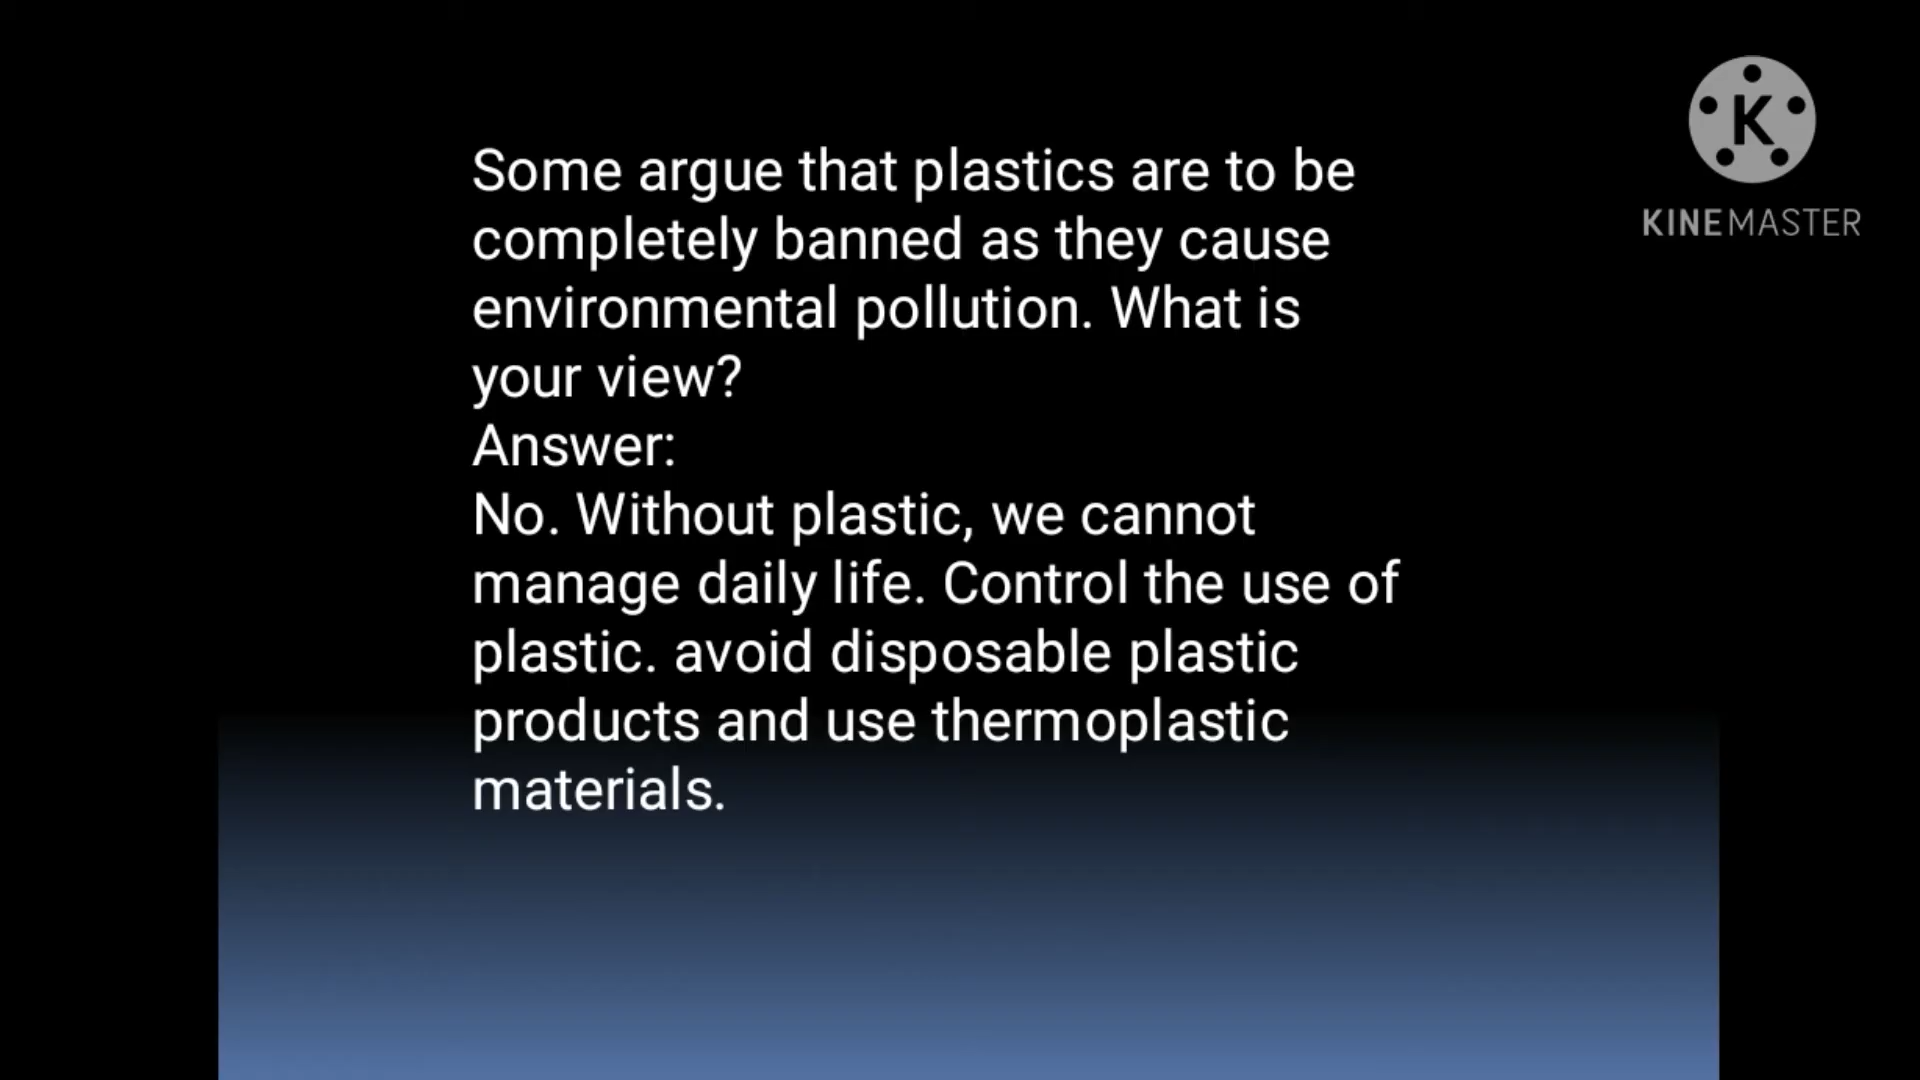 Some argue that plastics are to be
completely banned as they cause
environmental pollution. What is
your view?
Answer:
No. Without plastic, we cannot
manage daily life. Control the use of
plastic. avoid disposable plastic
products and use thermoplastic
materials.
K
KINEMASTER